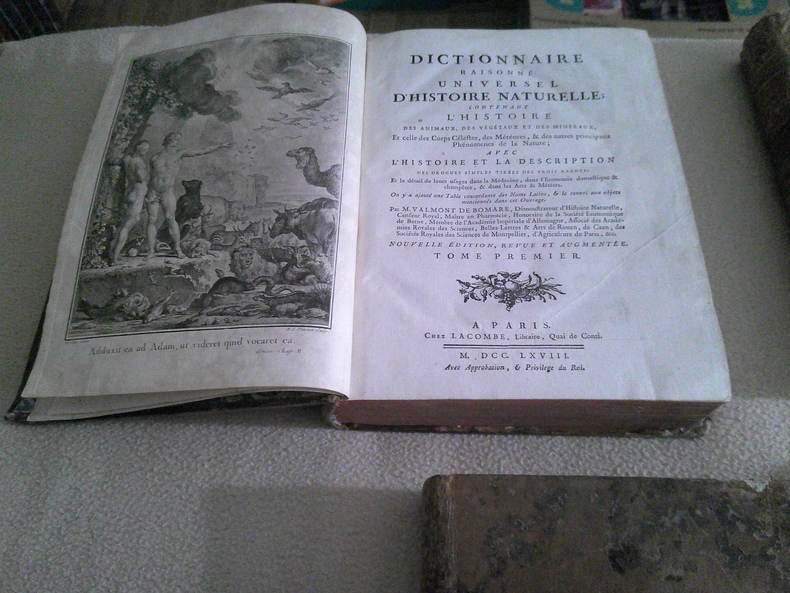 Adduxit ea ad Adam, ut videret quid vocaret ea.
DICTIONNAIRE
RAISONNÉ
UNIVERSEL
D'HISTOIRE NATURELLE;
CONTENANT
L'HISTOIRE
DES ANIMAUX, DES VÉGÉTAUX ET DES MINÉRAUX,
Et celle des Corps Célestes, des Météores, & des autres principaux
Phénomenes de la Nature;
AVEC
L'HISTOIRE ET LA DESCRIPTION
DES DROGUES SIMPLES TIRÉES DES TROIS REGNES;
Et le détail de leurs usages dans la Médecine, dans l'Economie domestique &
champêtre, & dans les Arts & Métiers.
On y a ajouté une Table concordante des Noms Latins, & le renvoi aux objets
mentionnés dans cet Ouvrage.
Par M. VALMONT DE BOMARE, Démonstrateur d'Histoire Naturelle,
Censeur Royal, Maître en Pharmacie, Honoraire de la Société Economique
de Berne, Membre de l'Académie Impériale d'Allemagne, Associé des Acadé-
mies Royales des Sciences, Belles-Lettres & Arts de Rouen, de Caen; des
Sociétés Royales des Sciences de Montpellier, d'Agriculture de Paris, &c.
NOUVELLE ÉDITION, REVUE ET AUGMENTÉE.
TOME PREMIER.
A PARIS,
Chez LACOMBE, Libraire, Quai de Conti.
M. DCC. LXVIII.
Avec Approbation, & Privilege du Roi.